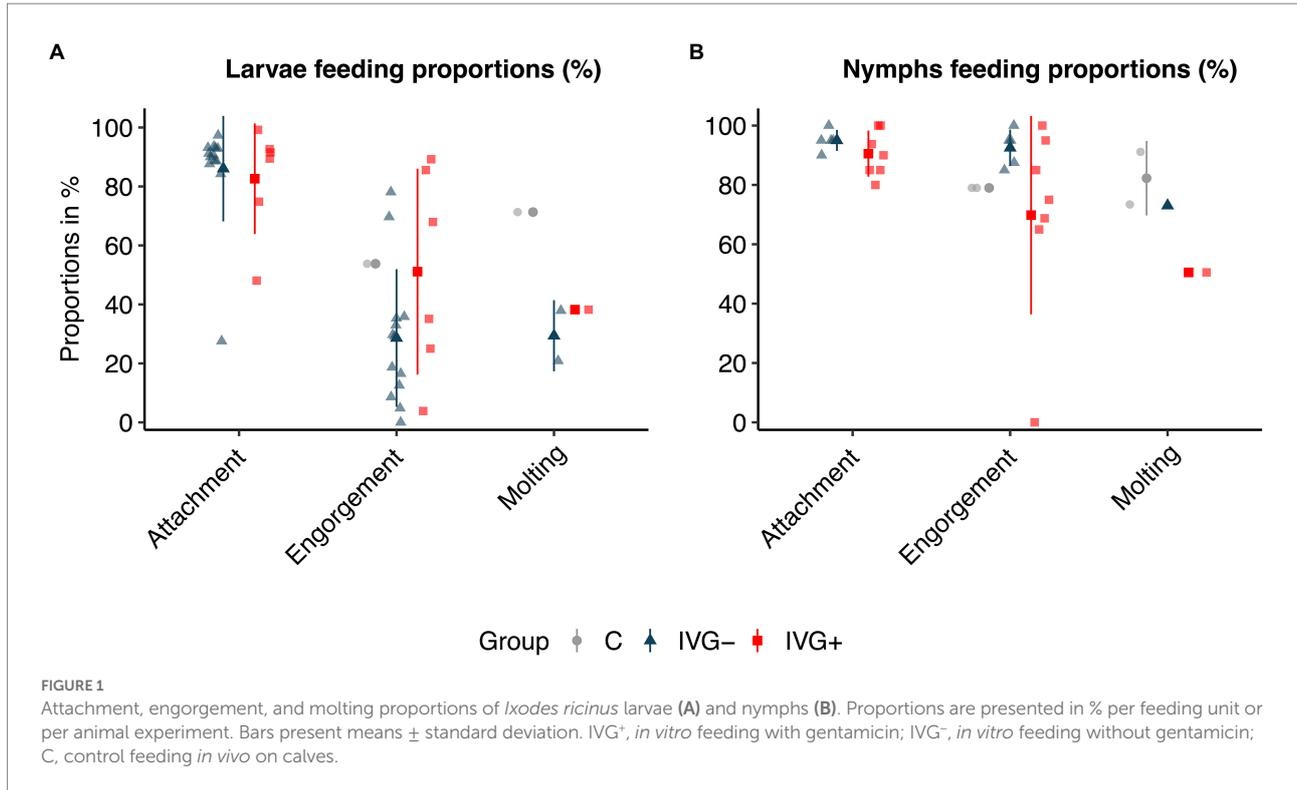 A
Larvae feeding proportions (%)
B
Nymphs feeding proportions (%)
Proportions in %
100
80
60
40
20
0
Attachment
Engorgement
Molting
100
80
60
40
20
0
Attachment
Engorgement
Molting
Group C IVG− IVG+
FIGURE 1
Attachment, engorgement, and molting proportions of Ixodes ricinus larvae (A) and nymphs (B). Proportions are presented in % per feeding unit or
per animal experiment. Bars present means ± standard deviation. IVG⁺, in vitro feeding with gentamicin; IVG⁻, in vitro feeding without gentamicin;
C, control feeding in vivo on calves.